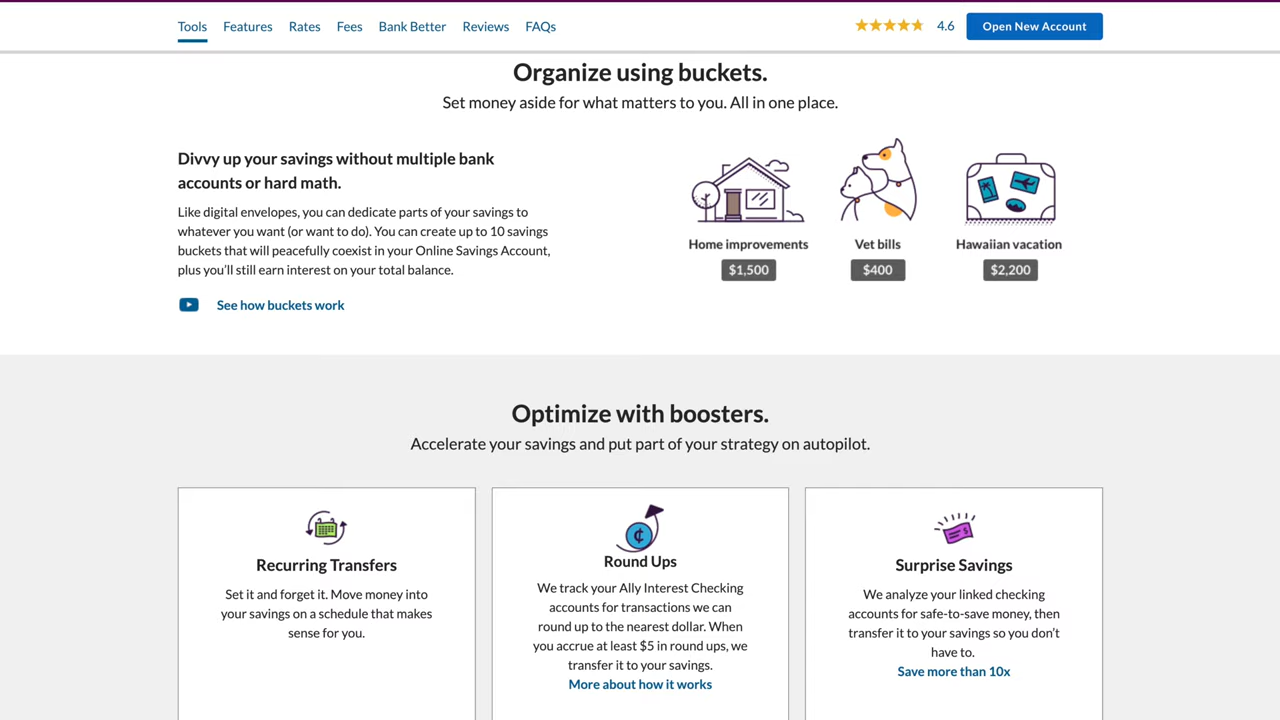 Tools Features Rates Fees Bank Better Reviews FAQs 4.6 Open New Account
Organize using buckets.
Set money aside for what matters to you. All in one place.
Divvy up your savings without multiple bank
accounts or hard math.
Like digital envelopes, you can dedicate parts of your savings to
whatever you want (or want to do). You can create up to 10 savings
buckets that will peacefully coexist in your Online Savings Account,
plus you'll still earn interest on your total balance.
See how buckets work
Home improvements
$1,500
Vet bills
$400
Hawaiian vacation
$2,200
Optimize with boosters.
Accelerate your savings and put part of your strategy on autopilot.
Recurring Transfers
Set it and forget it. Move money into
your savings on a schedule that makes
sense for you.
Round Ups
We track your Ally Interest Checking
accounts for transactions we can
round up to the nearest dollar. When
you accrue at least $5 in round ups, we
transfer it to your savings.
More about how it works
Surprise Savings
We analyze your linked checking
accounts for safe-to-save money, then
transfer it to your savings so you don't
have to.
Save more than 10x